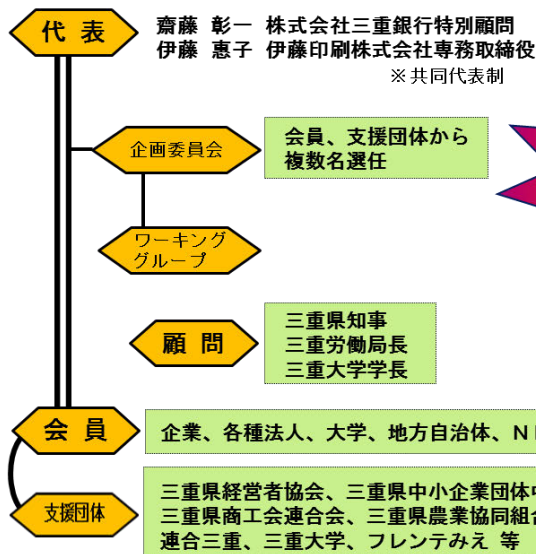 代表
齋藤 彰一 株式会社三重銀行特別顧問
伊藤 惠子 伊藤印刷株式会社専務取締役
※共同代表制
企画委員会
会員、支援団体から
複数名選任
ワーキング
グループ
顧問
三重県知事
三重労働局長
三重大学学長
会員
企業、各種法人、大学、地方自治体、N
支援団体
三重県経営者協会、三重県中小企業団体
三重県商工会連合会、三重県農業協同組合
連合三重、三重大学、フレンテみえ 等